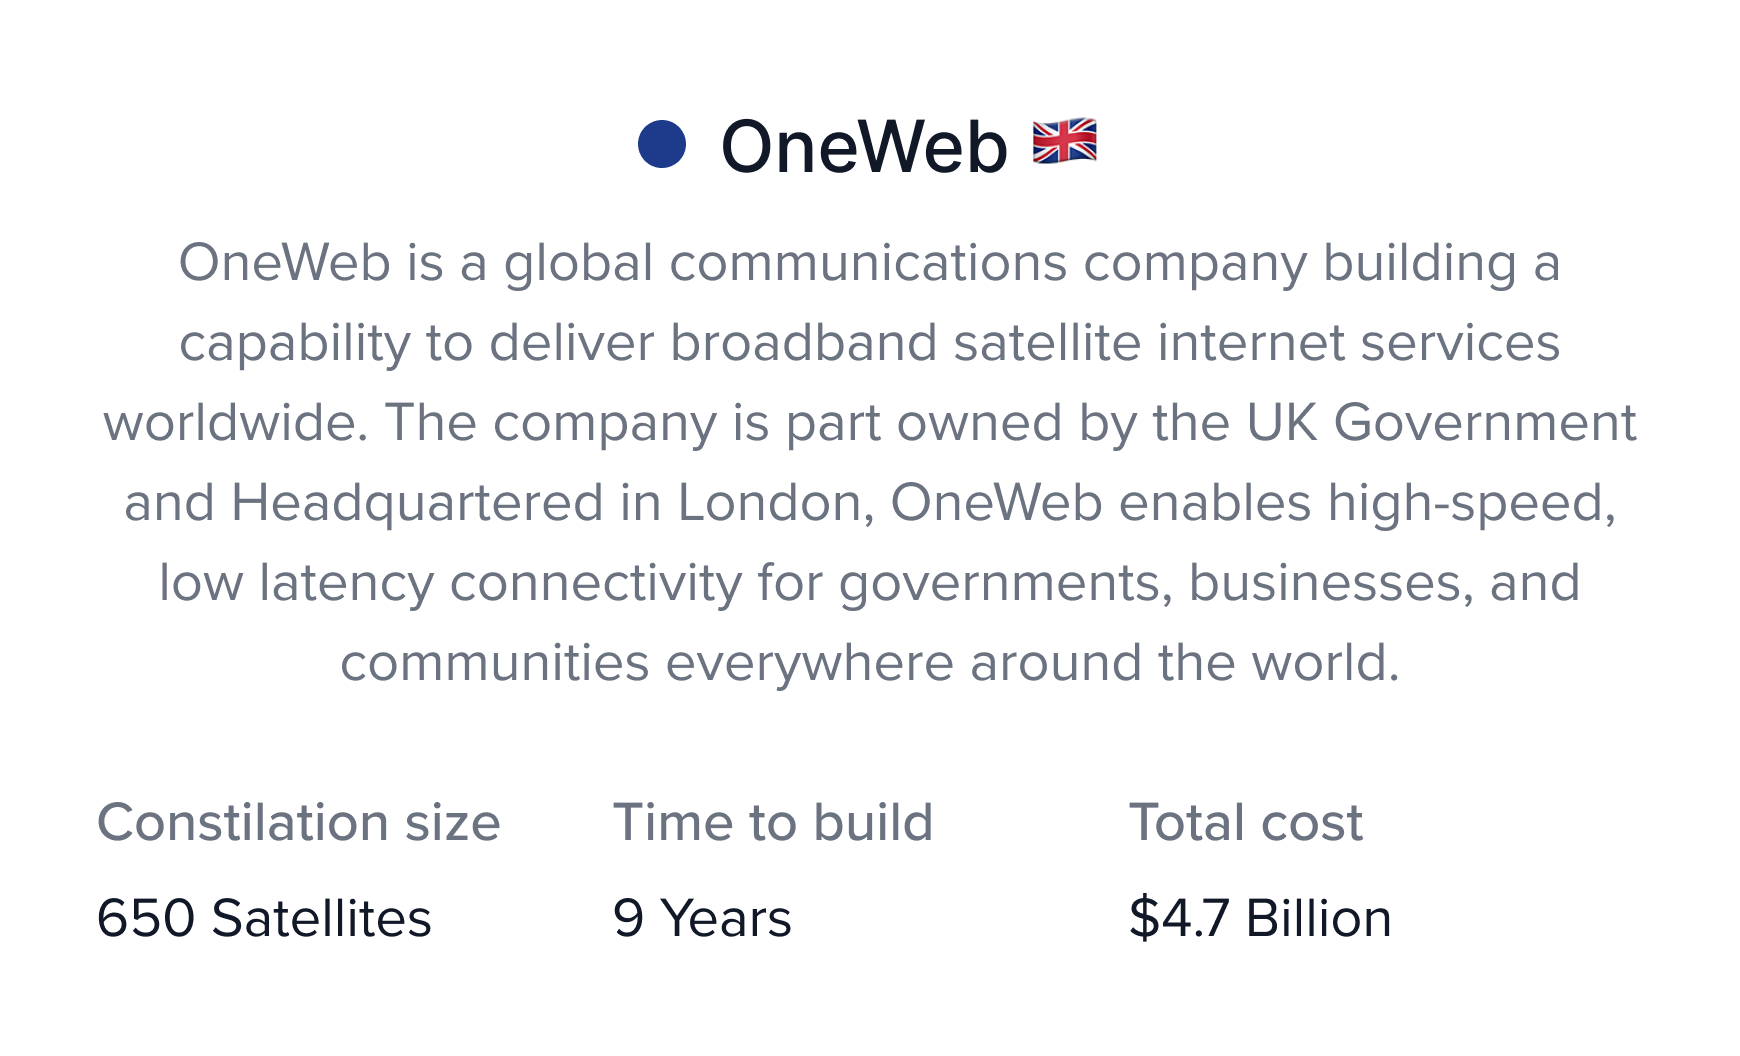 OneWeb 🇬🇧
OneWeb is a global communications company building a
capability to deliver broadband satellite internet services
worldwide. The company is part owned by the UK Government
and Headquartered in London, OneWeb enables high-speed,
low latency connectivity for governments, businesses, and
communities everywhere around the world.
Constilation size
650 Satellites
Time to build
9 Years
Total cost
$4.7 Billion